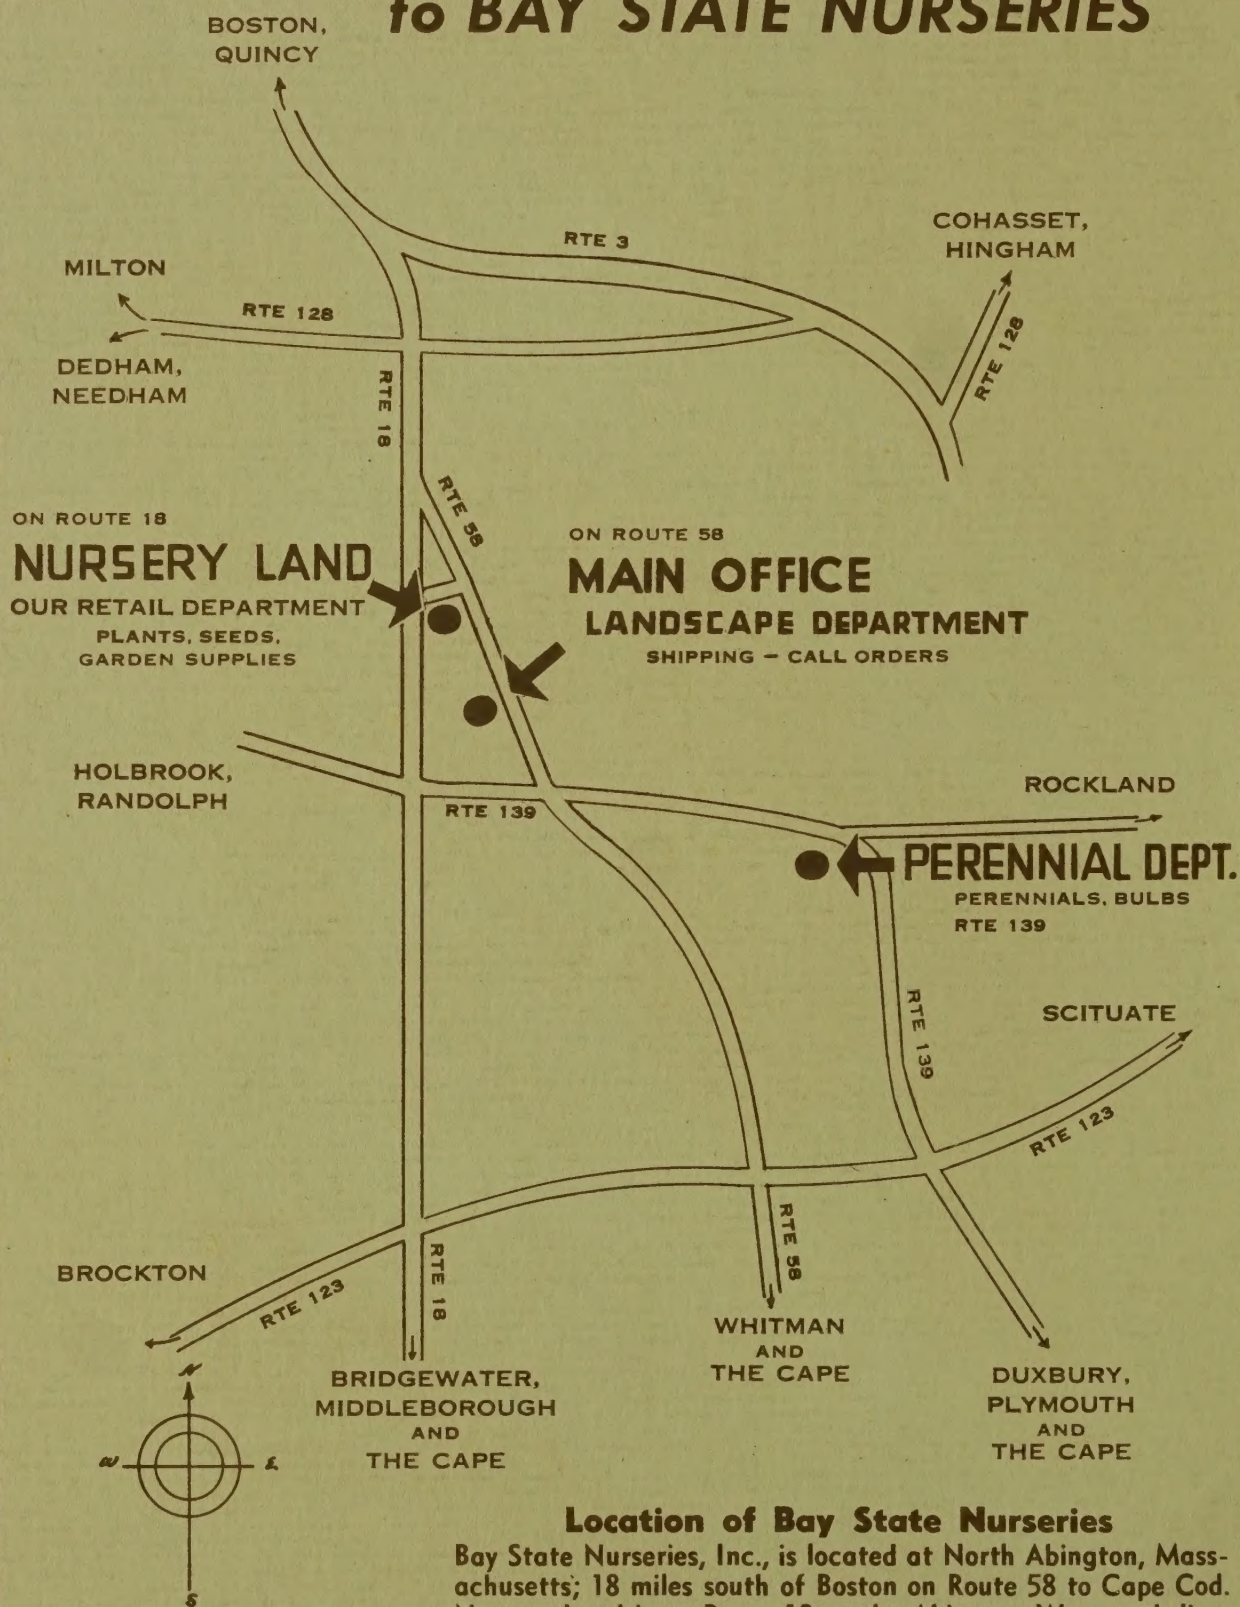 to BAY STATE NURSERIES
BOSTON,
QUINCY
COHASSET,
HINGHAM
RTE 3
MILTON
RTE 128
RTE 128
DEDHAM,
NEEDHAM
RTE 18
RTE 58
ON ROUTE 18
NURSERY LAND
OUR RETAIL DEPARTMENT
PLANTS, SEEDS,
GARDEN SUPPLIES
ON ROUTE 58
MAIN OFFICE
LANDSCAPE DEPARTMENT
SHIPPING – CALL ORDERS
HOLBROOK,
RANDOLPH
RTE 139
ROCKLAND
PERENNIAL DEPT.
PERENNIALS, BULBS
RTE 139
RTE 139
SCITUATE
RTE 123
BROCKTON
RTE 123
RTE 18
RTE 58
WHITMAN
AND
THE CAPE
BRIDGEWATER,
MIDDLEBOROUGH
AND
THE CAPE
DUXBURY,
PLYMOUTH
AND
THE CAPE
N
W
E
S
Location of Bay State Nurseries
Bay State Nurseries, Inc., is located at North Abington, Mass-
achusetts; 18 miles south of Boston on Route 58 to Cape Cod.